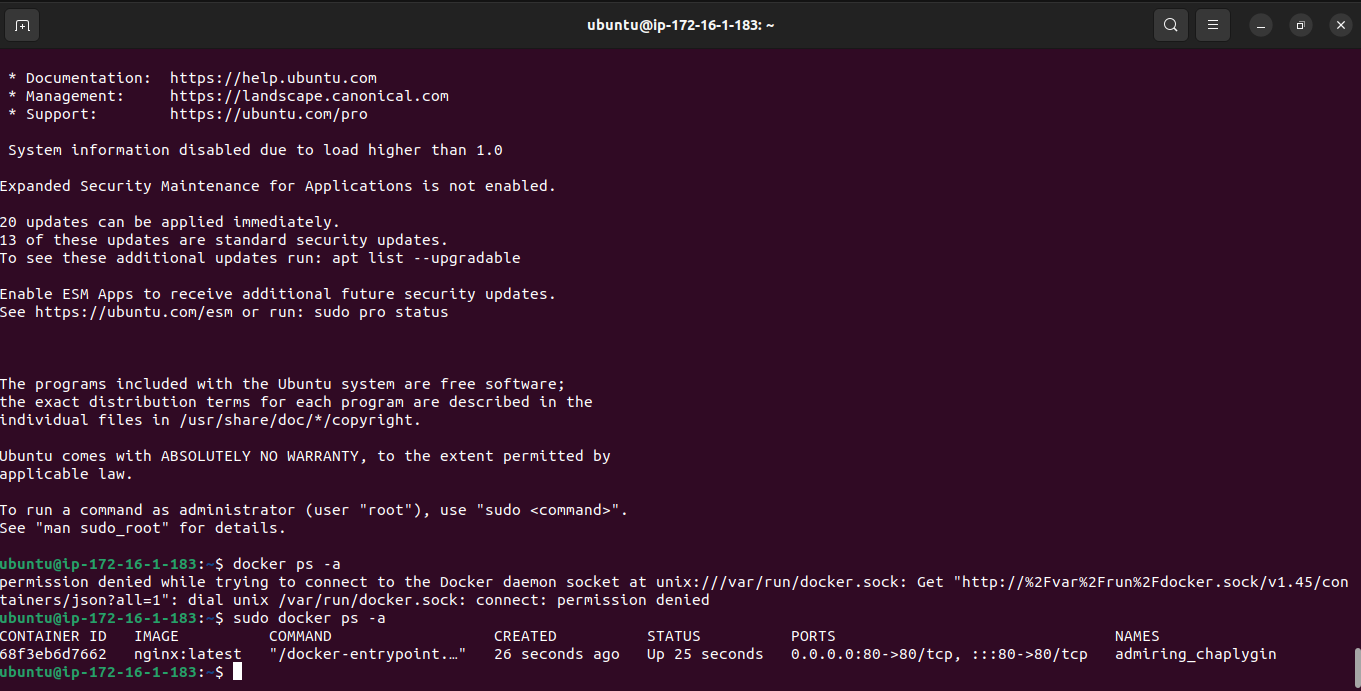 ubuntu@ip-172-16-1-183: ~
* Documentation:  https://help.ubuntu.com
* Management:     https://landscape.canonical.com
* Support:        https://ubuntu.com/pro
System information disabled due to load higher than 1.0
Expanded Security Maintenance for Applications is not enabled.
20 updates can be applied immediately.
13 of these updates are standard security updates.
To see these additional updates run: apt list --upgradable
Enable ESM Apps to receive additional future security updates.
See https://ubuntu.com/esm or run: sudo pro status
The programs included with the Ubuntu system are free software;
the exact distribution terms for each program are described in the
individual files in /usr/share/doc/*/copyright.
Ubuntu comes with ABSOLUTELY NO WARRANTY, to the extent permitted by
applicable law.
To run a command as administrator (user "root"), use "sudo <command>".
See "man sudo_root" for details.
ubuntu@ip-172-16-1-183:~$ docker ps -a
permission denied while trying to connect to the Docker daemon socket at unix:///var/run/docker.sock: Get "http://%2Fvar%2Frun%2Fdocker.sock/v1.45/con
tainers/json?all=1": dial unix /var/run/docker.sock: connect: permission denied
ubuntu@ip-172-16-1-183:~$ sudo docker ps -a
CONTAINER ID   IMAGE          COMMAND                  CREATED          STATUS          PORTS                               NAMES
68f3eb6d7662   nginx:latest   "/docker-entrypoint.…"   26 seconds ago   Up 25 seconds   0.0.0.0:80->80/tcp, :::80->80/tcp   admiring_chaplygin
ubuntu@ip-172-16-1-183:~$